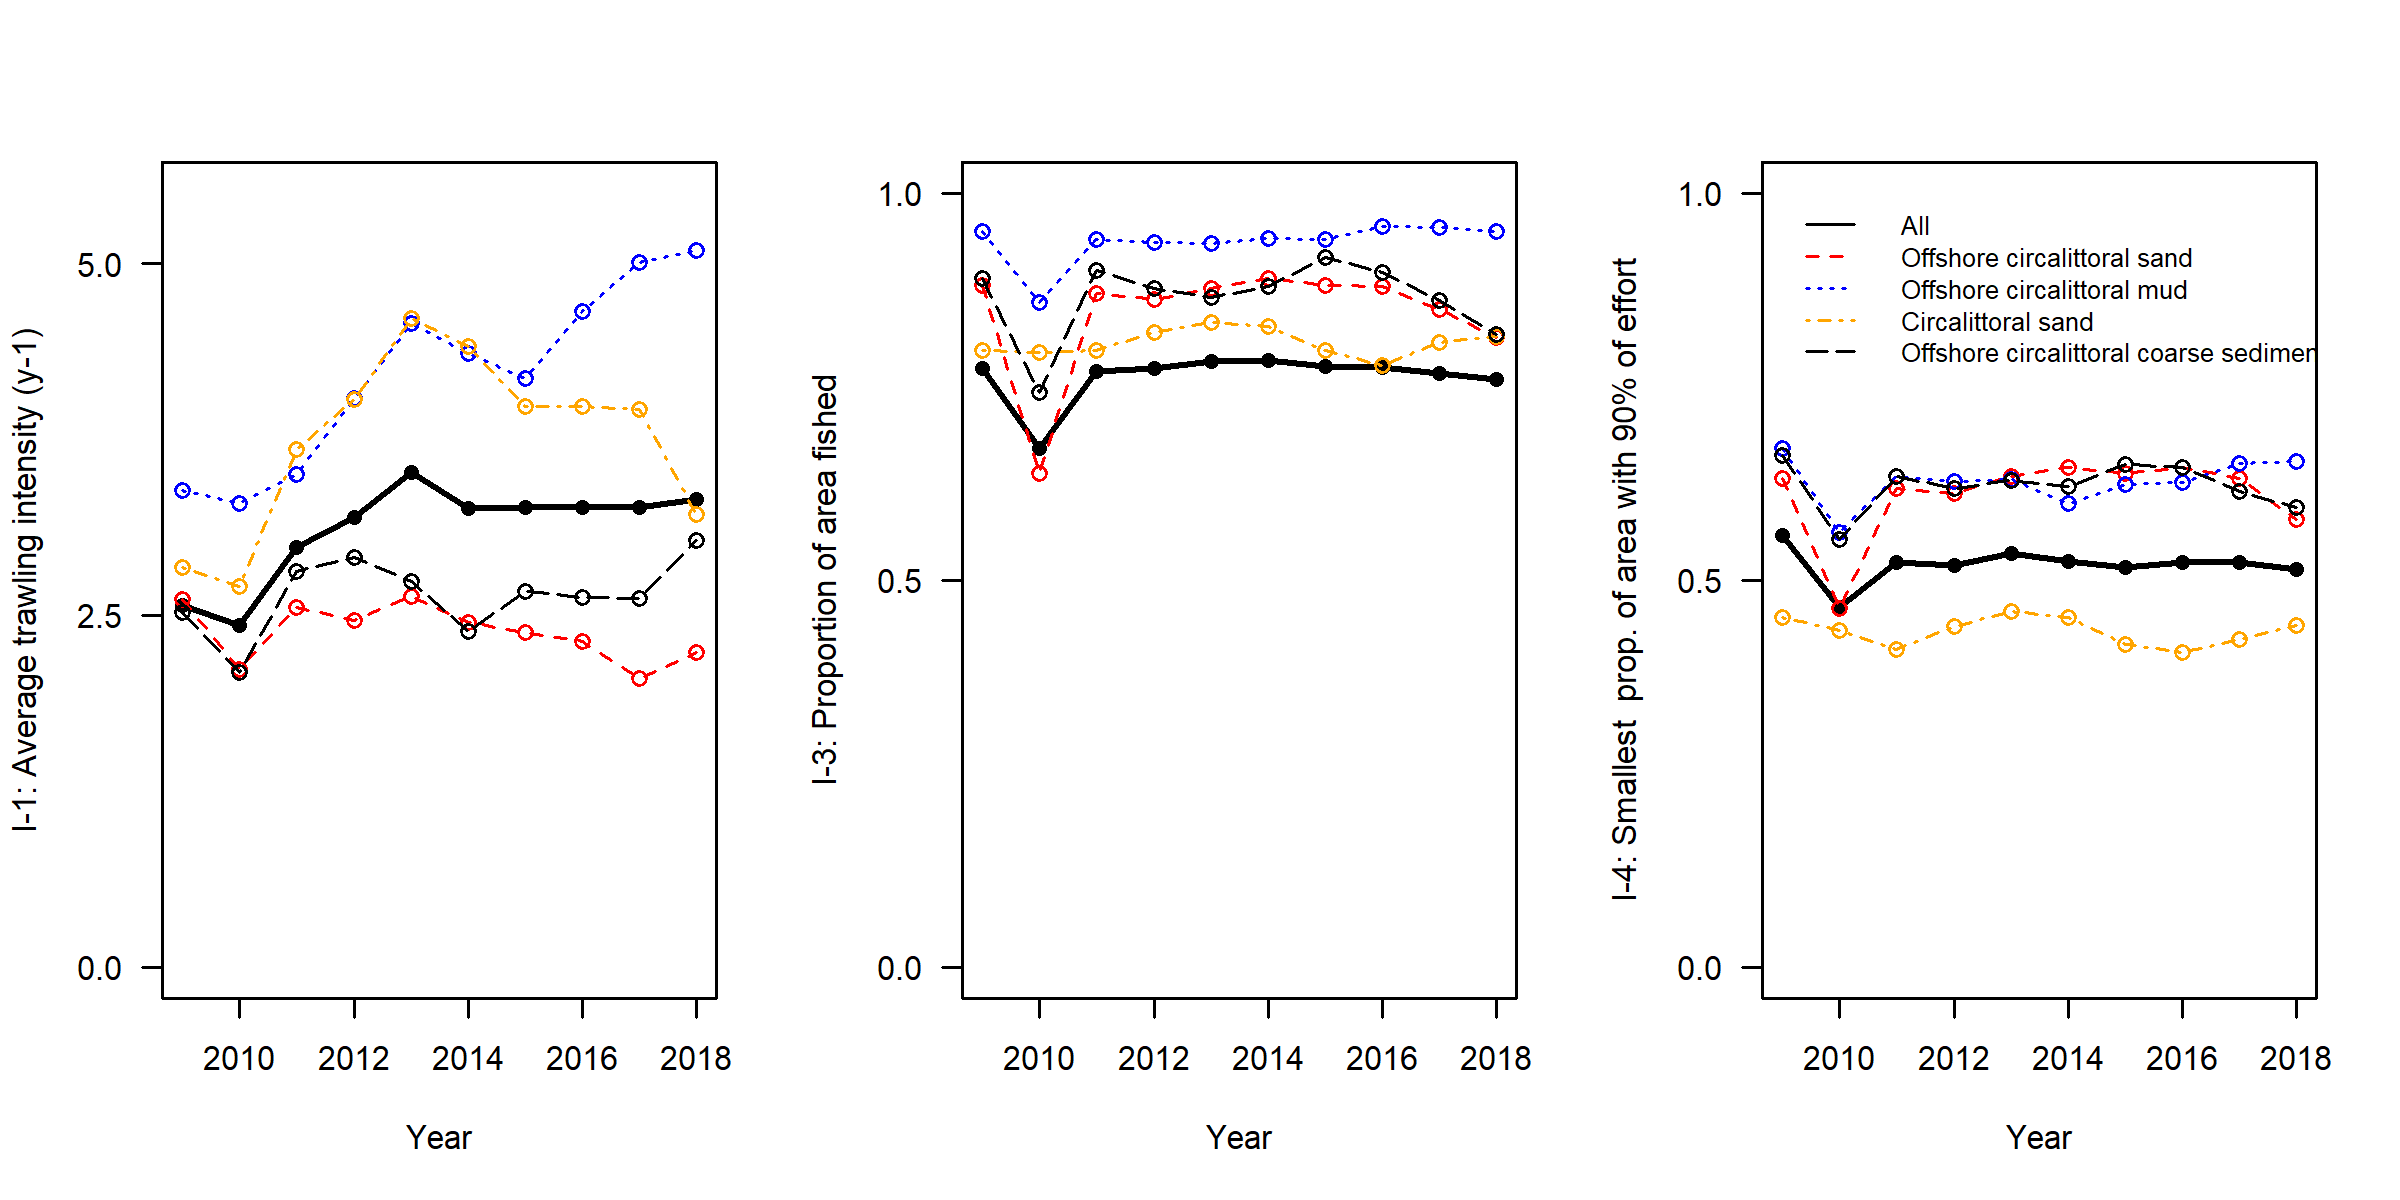 I-1: Average trawling intensity (y-1)
5.0
2.5
0.0
2010 2012 2014 2016 2018
Year
I-3: Proportion of area fished
1.0
0.5
0.0
2010 2012 2014 2016 2018
Year
I-4: Smallest prop. of area with 90% of effort
1.0
0.5
0.0
All
Offshore circalittoral sand
Offshore circalittoral mud
Circalittoral sand
Offshore circalittoral coarse sedimen
2010 2012 2014 2016 2018
Year